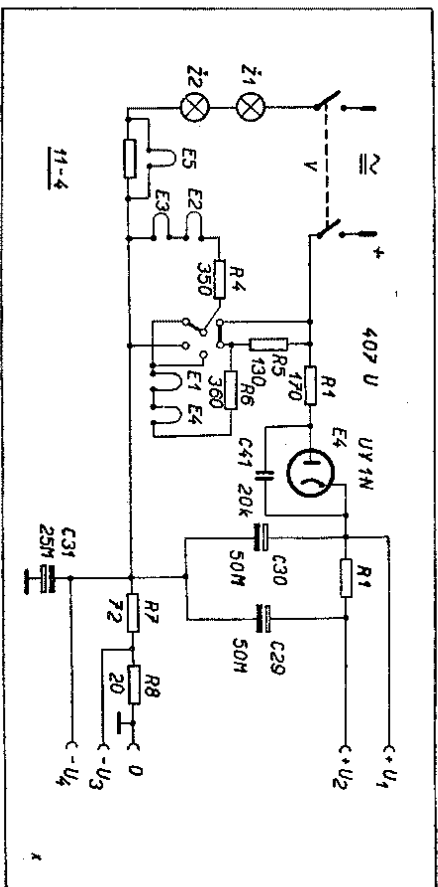 ≂
V
+
407 U
Ž1
Ž2
E5
11-4
E2
E3
R4
350
R5
130
R6
360
E1
E4
R1
170
E4
UY1N
C41
20k
R1
C30
50M
C29
50M
C31
25M
R7
72
R8
20
+U1
+U2
0
-U3
-U4
x